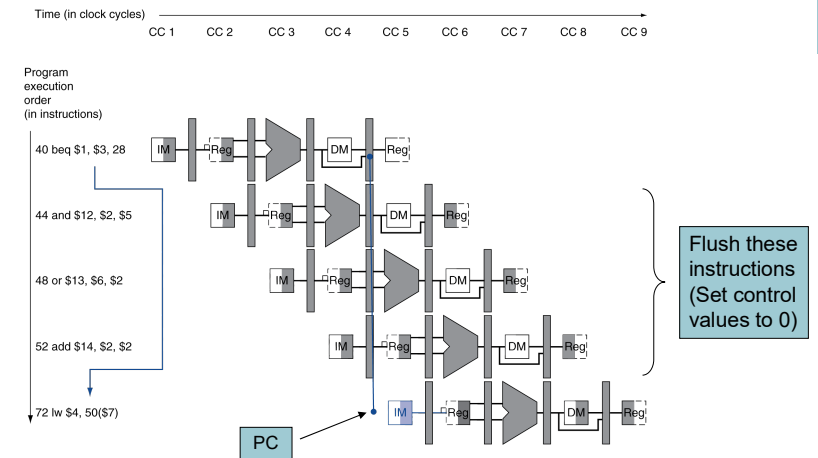 Time (in clock cycles)
CC 1 CC 2 CC 3 CC 4 CC 5 CC 6 CC 7 CC 8 CC 9
Program
execution
order
(in instructions)
40 beq $1, $3, 28
IM Reg DM Reg
44 and $12, $2, $5
IM Reg DM Reg
48 or $13, $6, $2
IM Reg DM Reg
52 add $14, $2, $2
IM Reg DM Reg
72 lw $4, 50($7)
IM Reg DM Reg
Flush these
instructions
(Set control
values to 0)
PC